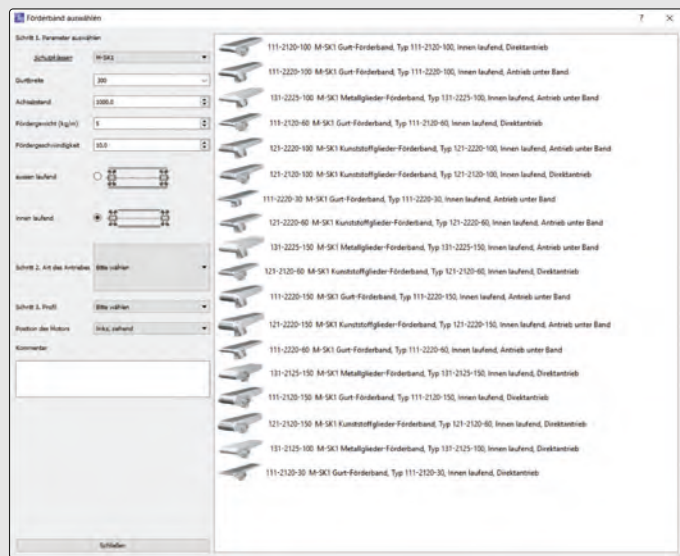 Förderband auswählen
? ×
Schritt 1. Parameter auswählen
Schutzklassen M-SK1
Gurtbreite 300
Achsabstand 1000.0
Fördergewicht (kg/m) 5
Fördergeschwindigkeit 10.0
aussen laufend
innen laufend
Schritt 2. Art des Antriebes Bitte wählen
Schritt 3. Profil Bitte wählen
Position des Motors links, ziehend
Kommentar
Schließen
111-2120-100 M-SK1 Gurt-Förderband, Typ 111-2120-100, Innen laufend, Direktantrieb
111-2220-100 M-SK1 Gurt-Förderband, Typ 111-2220-100, Innen laufend, Antrieb unter Band
131-2225-100 M-SK1 Metallglieder-Förderband, Typ 131-2225-100, Innen laufend, Antrieb unter Band
111-2120-60 M-SK1 Gurt-Förderband, Typ 111-2120-60, Innen laufend, Direktantrieb
121-2220-100 M-SK1 Kunststoffglieder-Förderband, Typ 121-2220-100, Innen laufend, Antrieb unter Band
121-2120-100 M-SK1 Kunststoffglieder-Förderband, Typ 121-2120-100, Innen laufend, Direktantrieb
111-2220-30 M-SK1 Gurt-Förderband, Typ 111-2220-30, Innen laufend, Antrieb unter Band
121-2220-60 M-SK1 Kunststoffglieder-Förderband, Typ 121-2220-60, Innen laufend, Antrieb unter Band
131-2225-150 M-SK1 Metallglieder-Förderband, Typ 131-2225-150, Innen laufend, Antrieb unter Band
121-2120-60 M-SK1 Kunststoffglieder-Förderband, Typ 121-2120-60, Innen laufend, Direktantrieb
111-2220-150 M-SK1 Gurt-Förderband, Typ 111-2220-150, Innen laufend, Antrieb unter Band
121-2220-150 M-SK1 Kunststoffglieder-Förderband, Typ 121-2220-150, Innen laufend, Antrieb unter Band
111-2220-60 M-SK1 Gurt-Förderband, Typ 111-2220-60, Innen laufend, Antrieb unter Band
131-2125-150 M-SK1 Metallglieder-Förderband, Typ 131-2125-150, Innen laufend, Direktantrieb
111-2120-150 M-SK1 Gurt-Förderband, Typ 111-2120-150, Innen laufend, Direktantrieb
121-2120-150 M-SK1 Kunststoffglieder-Förderband, Typ 121-2120-60, Innen laufend, Direktantrieb
131-2125-100 M-SK1 Metallglieder-Förderband, Typ 131-2125-100, Innen laufend, Direktantrieb
111-2120-30 M-SK1 Gurt-Förderband, Typ 111-2120-30, Innen laufend, Direktantrieb